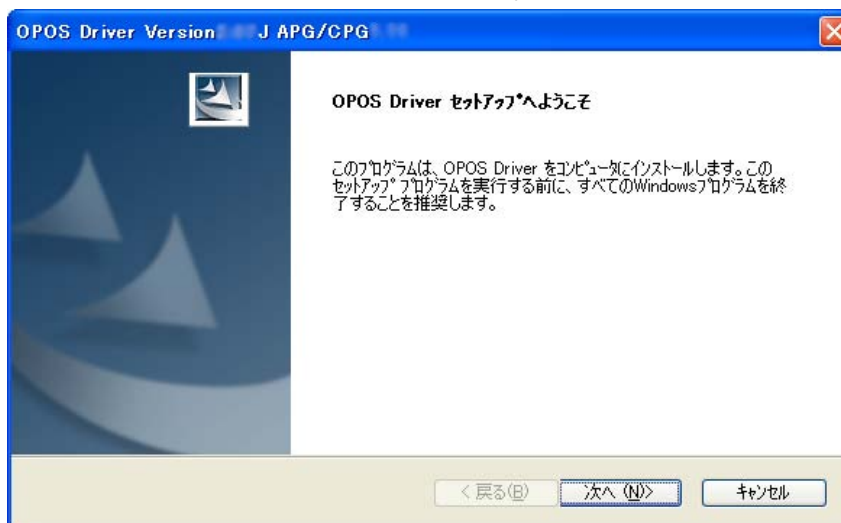 OPOS Driver Version J APG/CPG
OPOS Driver ｾｯﾄｱｯﾌﾟへようこそ
このﾌﾟﾛｸﾞﾗﾑは、OPOS Driver をｺﾝﾋﾟｭｰﾀにインストールします。この
ｾｯﾄｱｯﾌﾟ ﾌﾟﾛｸﾞﾗﾑを実行する前に、すべてのWindowsﾌﾟﾛｸﾞﾗﾑを終
了することを推奨します。
< 戻る(B) 次へ (N)> ｷｬﾝｾﾙ